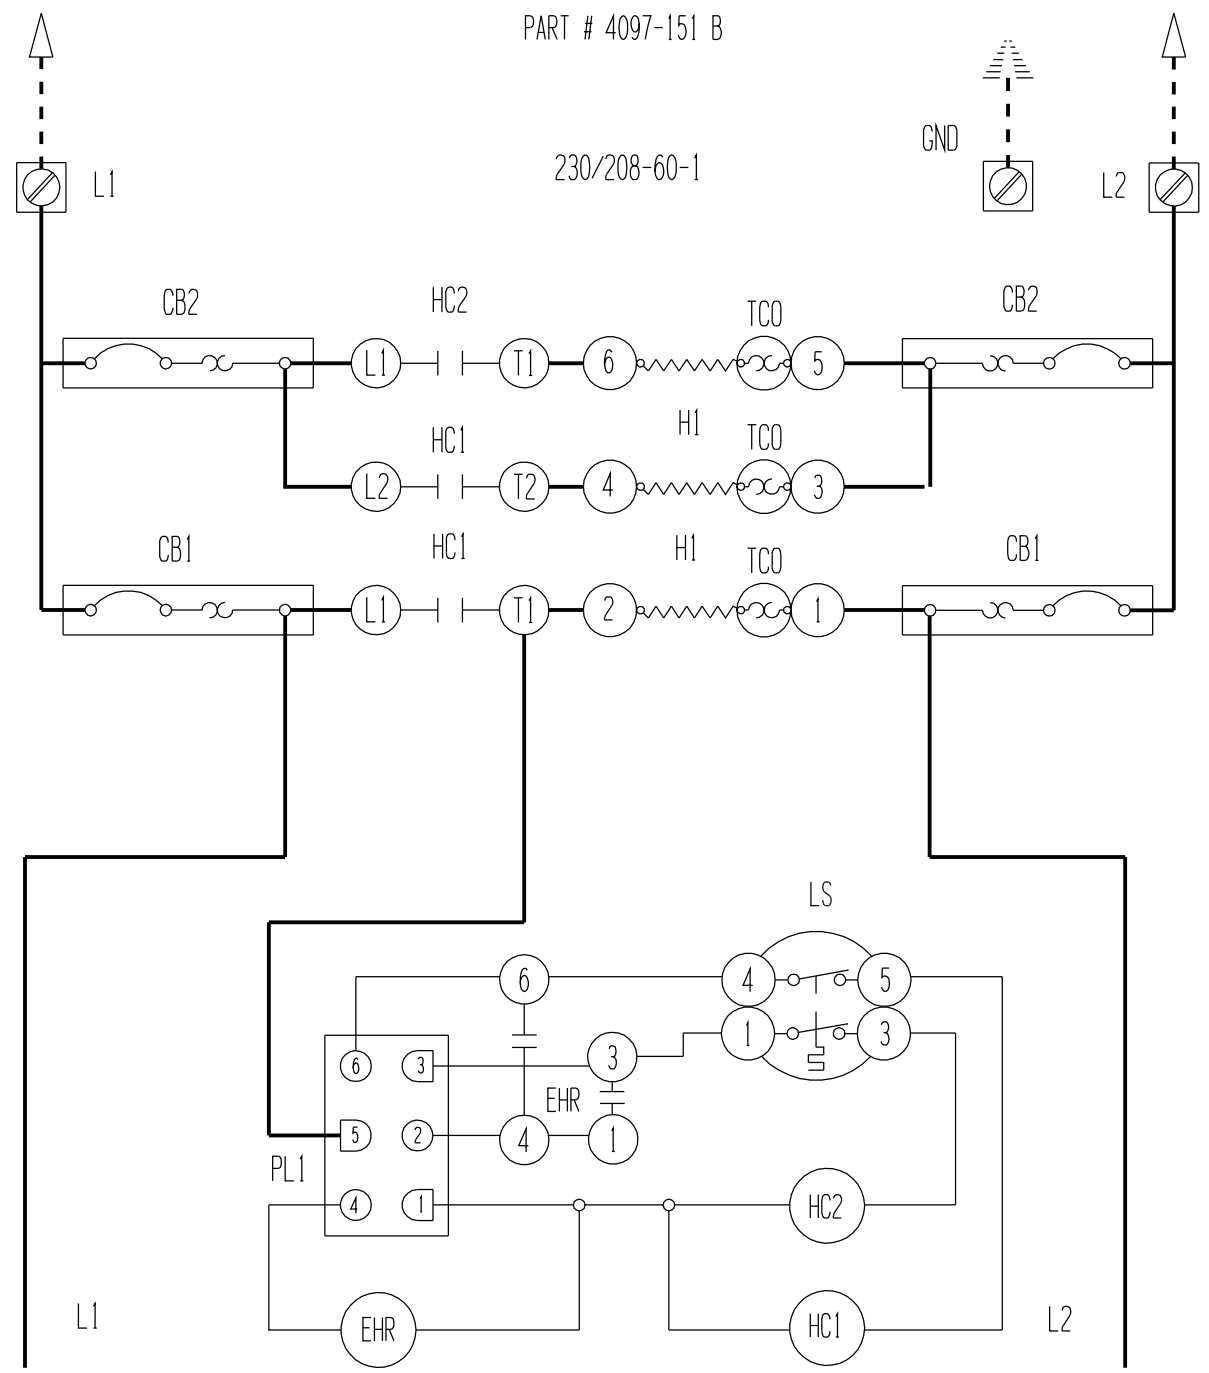 PART # 4097-151 B
GND
230/208-60-1
L1
L2
CB2
HC2
TCO
CB2
L1
T1
6
5
HC1
H1
TCO
L2
T2
4
3
CB1
HC1
H1
TCO
CB1
L1
T1
2
1
LS
6
4
5
1
3
6
3
3
EHR
5
2
4
1
PL1
4
1
HC2
L1
EHR
HC1
L2